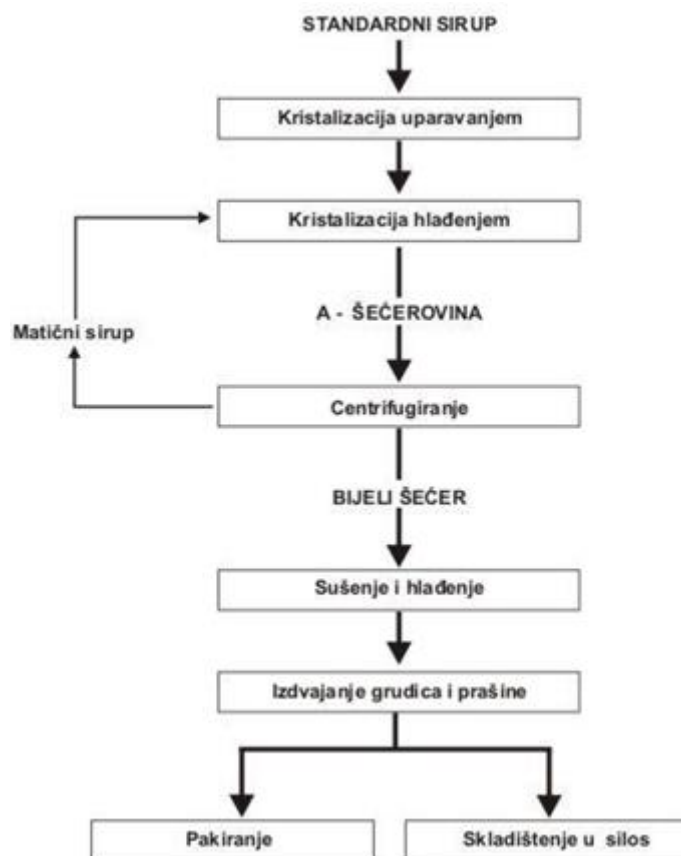 STANDARDNI SIRUP
Kristalizacija uparavanjem
Kristalizacija hlađenjem
A - ŠEĆEROVINA
Matični sirup
Centrifugiranje
BIJELI ŠEĆER
Sušenje i hlađenje
Izdvajanje grudica i prašine
Pakiranje
Skladištenje u silos